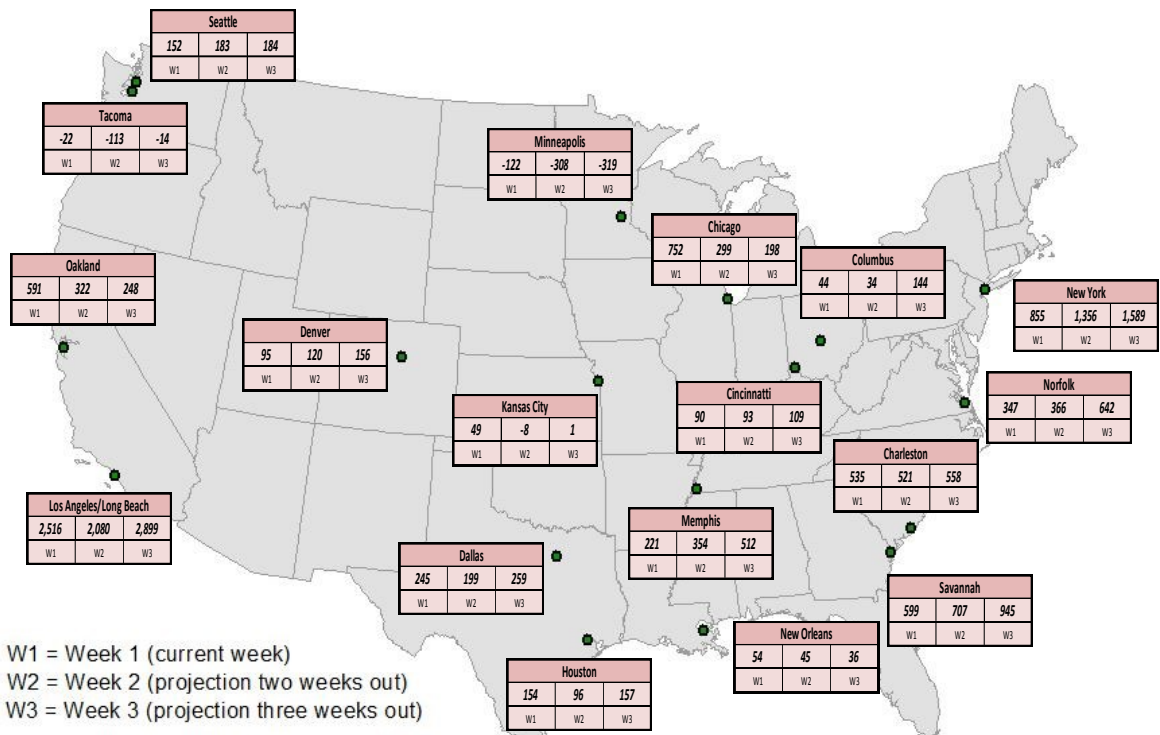 Seattle
152 183 184
W1 W2 W3
Tacoma
-22 -113 -14
W1 W2 W3
Minneapolis
-122 -308 -319
W1 W2 W3
Chicago
752 299 198
W1 W2 W3
Columbus
44 34 144
W1 W2 W3
Oakland
591 322 248
W1 W2 W3
New York
855 1,356 1,589
W1 W2 W3
Denver
95 120 156
W1 W2 W3
Norfolk
347 366 642
W1 W2 W3
Cincinnatti
90 93 109
W1 W2 W3
Kansas City
49 -8 1
W1 W2 W3
Charleston
535 521 558
W1 W2 W3
Los Angeles/Long Beach
2,516 2,080 2,899
W1 W2 W3
Memphis
221 354 512
W1 W2 W3
Dallas
245 199 259
W1 W2 W3
Savannah
599 707 945
W1 W2 W3
New Orleans
54 45 36
W1 W2 W3
Houston
154 96 157
W1 W2 W3
W1 = Week 1 (current week)
W2 = Week 2 (projection two weeks out)
W3 = Week 3 (projection three weeks out)